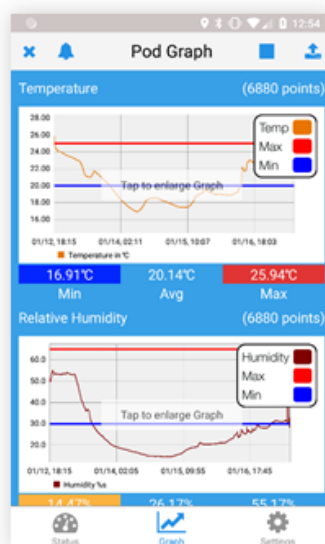 12:54
Pod Graph
Temperature (6880 points)
28.00
26.00
24.00
22.00
20.00
18.00
16.00
Temp
Max
Min
Tap to enlarge Graph
01/12, 18:15 01/14, 02:11 01/15, 10:07 01/16, 18:03
Temperature in °C
16.91°C 20.14°C 25.94°C
Min Avg Max
Relative Humidity (6880 points)
60.0
50.0
40.0
30.0
20.0
Humidity
Max
Min
Tap to enlarge Graph
01/12, 18:15 01/14, 02:05 01/15, 09:55 01/16, 17:45
14.47% 26.17% 55.17%
Status Graph Settings